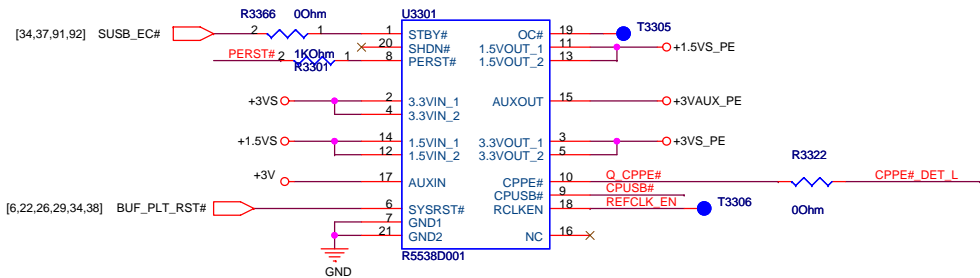 R3366 0Ohm U3301
[34,37,91,92] SUSB_EC# 2 1 1 STBY# OC# 19 T3305
20 SHDN# 1.5VOUT_1 11 +1.5VS_PE
PERST# 2 1KOhm 1 8 PERST# 1.5VOUT_2 13
R3301
+3VS 2 3.3VIN_1 AUXOUT 15 +3VAUX_PE
4 3.3VIN_2
+1.5VS 14 1.5VIN_1 3.3VOUT_1 3 +3VS_PE
12 1.5VIN_2 3.3VOUT_2 5
R3322
+3V 17 AUXIN CPPE# 10 Q_CPPE# CPPE#_DET_L
CPUSB# 9 CPUSB#
[6,22,26,29,34,38] BUF_PLT_RST# 6 SYSRST# RCLKEN 18 REFCLK_EN T3306 0Ohm
7 GND1
21 GND2 NC 16
R5538D001
GND